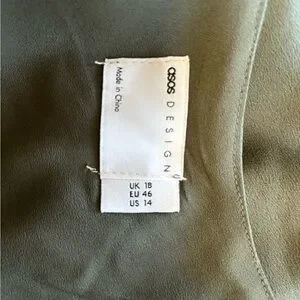 asos DESIGN
Made in China
UK 18
EU 46
US 14